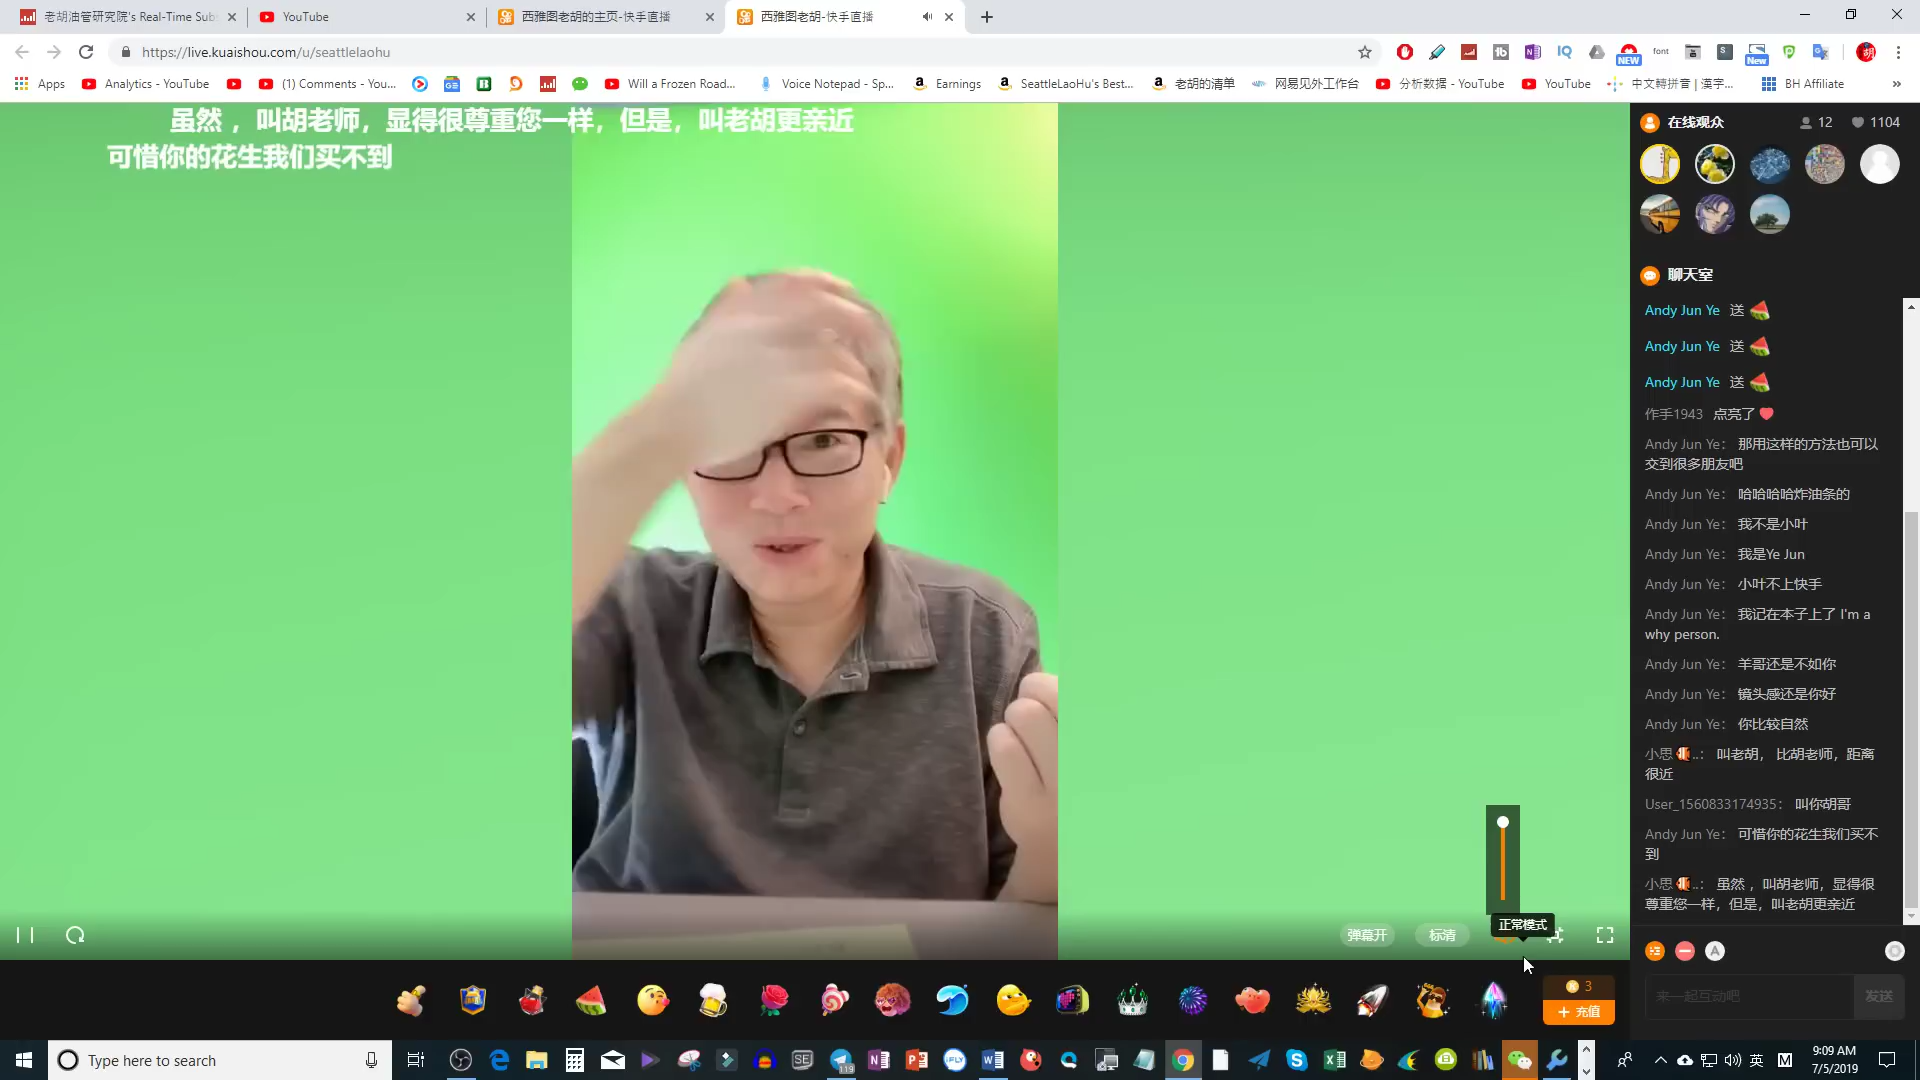 老胡油管研究院's Real-Time Subs
YouTube
西雅图老胡的主页-快手直播
西雅图老胡-快手直播
https://live.kuaishou.com/u/seattlelaohu
Apps
Analytics - YouTube
(1) Comments - You...
Will a Frozen Road...
Voice Notepad - Sp...
Earnings
SeattleLaoHu's Best...
老胡的清单
网易见外工作台
分析数据 - YouTube
YouTube
中文轉拼音 | 漢字...
BH Affiliate
虽然 ，叫胡老师，显得很尊重您一样，但是，叫老胡更亲近
可惜你的花生我们买不到
在线观众 12 1104
聊天室
Andy Jun Ye 送
Andy Jun Ye 送
Andy Jun Ye 送
作手1943 点亮了
Andy Jun Ye： 那用这样的方法也可以
交到很多朋友吧
Andy Jun Ye： 哈哈哈哈炸油条的
Andy Jun Ye： 我不是小叶
Andy Jun Ye： 我是Ye Jun
Andy Jun Ye： 小叶不上快手
Andy Jun Ye： 我记在本子上了 I'm a
why person.
Andy Jun Ye： 羊哥还是不如你
Andy Jun Ye： 镜头感还是你好
Andy Jun Ye： 你比较自然
小思🐠..： 叫老胡， 比胡老师，距离
很近
User_1560833174935： 叫你胡哥
Andy Jun Ye： 可惜你的花生我们买不
到
小思🐠..： 虽然 ，叫胡老师，显得很
尊重您一样，但是，叫老胡更亲近
正常模式
弹幕开 标清
3
+ 充值
来一起互动吧 发送
Type here to search
119
英
M
9:09 AM
7/5/2019